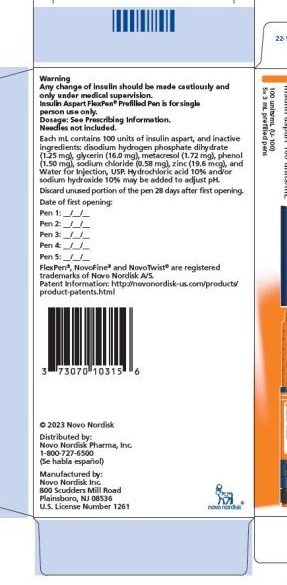 Warning
Any change of insulin should be made cautiously and
only under medical supervision.
Insulin Aspart FlexPen® Prefilled Pen is for single
person use only.
Dosage: See Prescribing Information.
Needles not included.
Each mL contains 100 units of insulin aspart, and inactive
ingredients: disodium hydrogen phosphate dihydrate
(1.25 mg), glycerin (16.0 mg), metacresol (1.72 mg), phenol
(1.50 mg), sodium chloride (0.58 mg), zinc (19.6 mcg), and
Water for Injection, USP. Hydrochloric acid 10% and/or
sodium hydroxide 10% may be added to adjust pH.
Discard unused portion of the pen 28 days after first opening.
Date of first opening:
Pen 1: _/_/_
Pen 2: _/_/_
Pen 3: _/_/_
Pen 4: _/_/_
Pen 5: _/_/_
FlexPen®, NovoFine® and NovoTwist® are registered
trademarks of Novo Nordisk A/S.
Patent Information: http://novonordisk-us.com/products/
product-patents.html
3 73070 10315 6
© 2023 Novo Nordisk
Distributed by:
Novo Nordisk Pharma, Inc.
1-800-727-6500
(Se habla español)
Manufactured by:
Novo Nordisk Inc.
800 Scudders Mill Road
Plainsboro, NJ 08536
U.S. License Number 1261
novo nordisk®
22-
100 units/mL (U-100)
5x3 mL prefilled pens